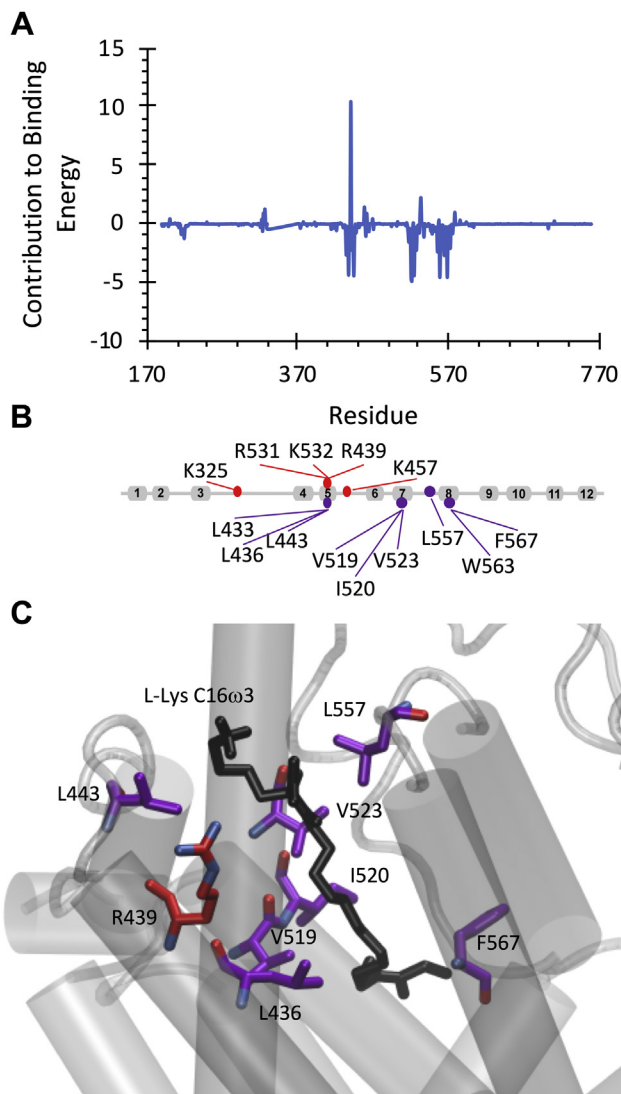 A
Contribution to Binding
Energy
15
10
5
0
-5
-10
170 370 570 770
Residue
B
R531 K532 R439
K325 K457
1 2 3 4 5 6 7 8 9 10 11 12
L433
L436 L443
V519 V523 L557 F567
I520 W563
C
L-Lys C16ω3
L557
L443
V523
I520
R439
V519
F567
L436